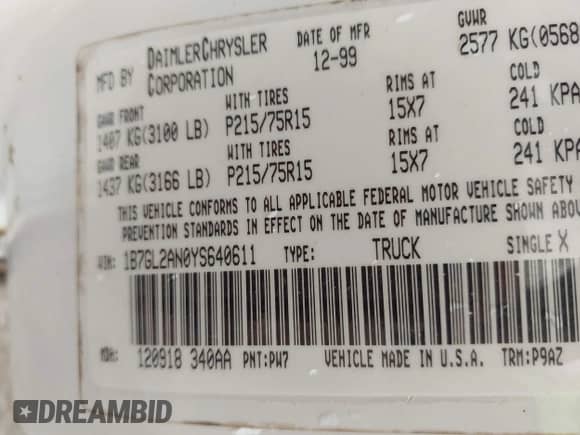 MFD BY DAIMLERCHRYSLER CORPORATION DATE OF MFR 12-99 GVWR 2577 KG(0568
GAWR FRONT WITH TIRES RIMS AT COLD
1407 KG(3100 LB) P215/75R15 15X7 241 KPA
GAWR REAR WITH TIRES RIMS AT COLD
1437 KG(3166 LB) P215/75R15 15X7 241 KPA
THIS VEHICLE CONFORMS TO ALL APPLICABLE FEDERAL MOTOR VEHICLE SAFETY
PREVENTION STANDARDS IN EFFECT ON THE DATE OF MANUFACTURE SHOWN ABOV
VIN: 1B7GL2AN0YS640611 TYPE: TRUCK SINGLE X
MDH: 120918 340AA PNT:PW7 VEHICLE MADE IN U.S.A. TRM:P9AZ
DREAMBID